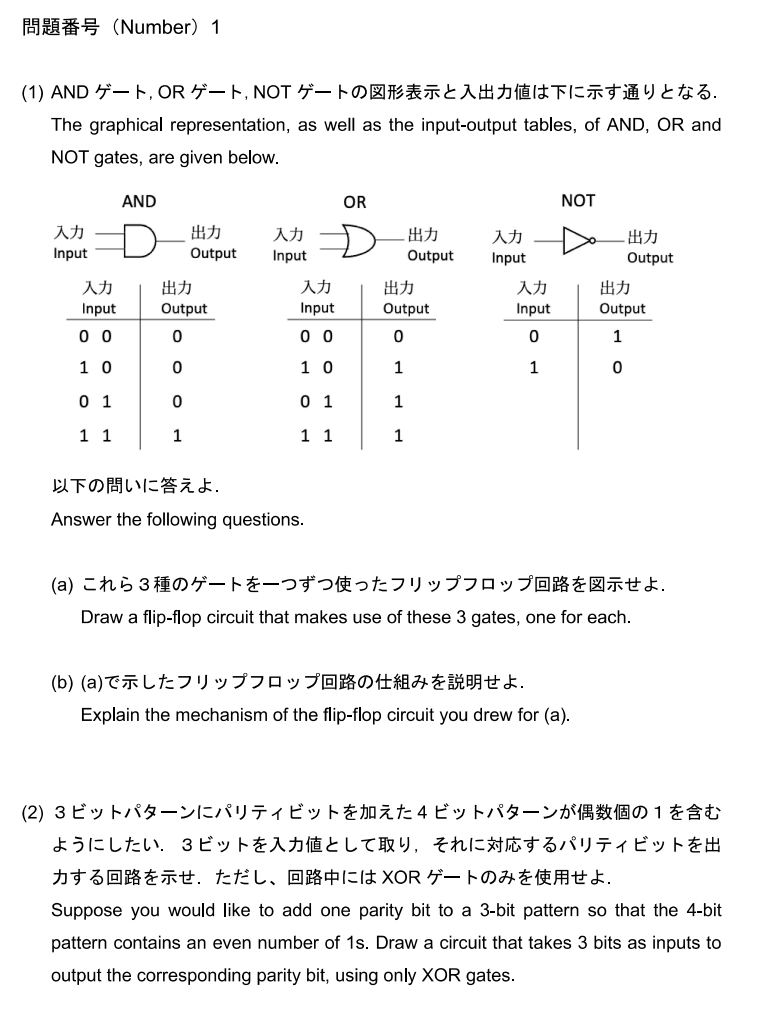 問題番号（Number）1
(1) AND ゲート, OR ゲート, NOT ゲートの図形表示と入出力値は下に示す通りとなる.
The graphical representation, as well as the input-output tables, of AND, OR and
NOT gates, are given below.
AND OR NOT
入力 出力 入力 出力 入力 出力
Input Output Input Output Input Output
入力 出力 入力 出力 入力 出力
Input Output Input Output Input Output
0 0 0 0 0 0 0 1
1 0 0 1 0 1 1 0
0 1 0 0 1 1
1 1 1 1 1 1
以下の問いに答えよ.
Answer the following questions.
(a) これら３種のゲートを一つずつ使ったフリップフロップ回路を図示せよ.
Draw a flip-flop circuit that makes use of these 3 gates, one for each.
(b) (a)で示したフリップフロップ回路の仕組みを説明せよ.
Explain the mechanism of the flip-flop circuit you drew for (a).
(2) ３ビットパターンにパリティビットを加えた４ビットパターンが偶数個の１を含む
ようにしたい. ３ビットを入力値として取り, それに対応するパリティビットを出
力する回路を示せ. ただし、回路中には XOR ゲートのみを使用せよ.
Suppose you would like to add one parity bit to a 3-bit pattern so that the 4-bit
pattern contains an even number of 1s. Draw a circuit that takes 3 bits as inputs to
output the corresponding parity bit, using only XOR gates.